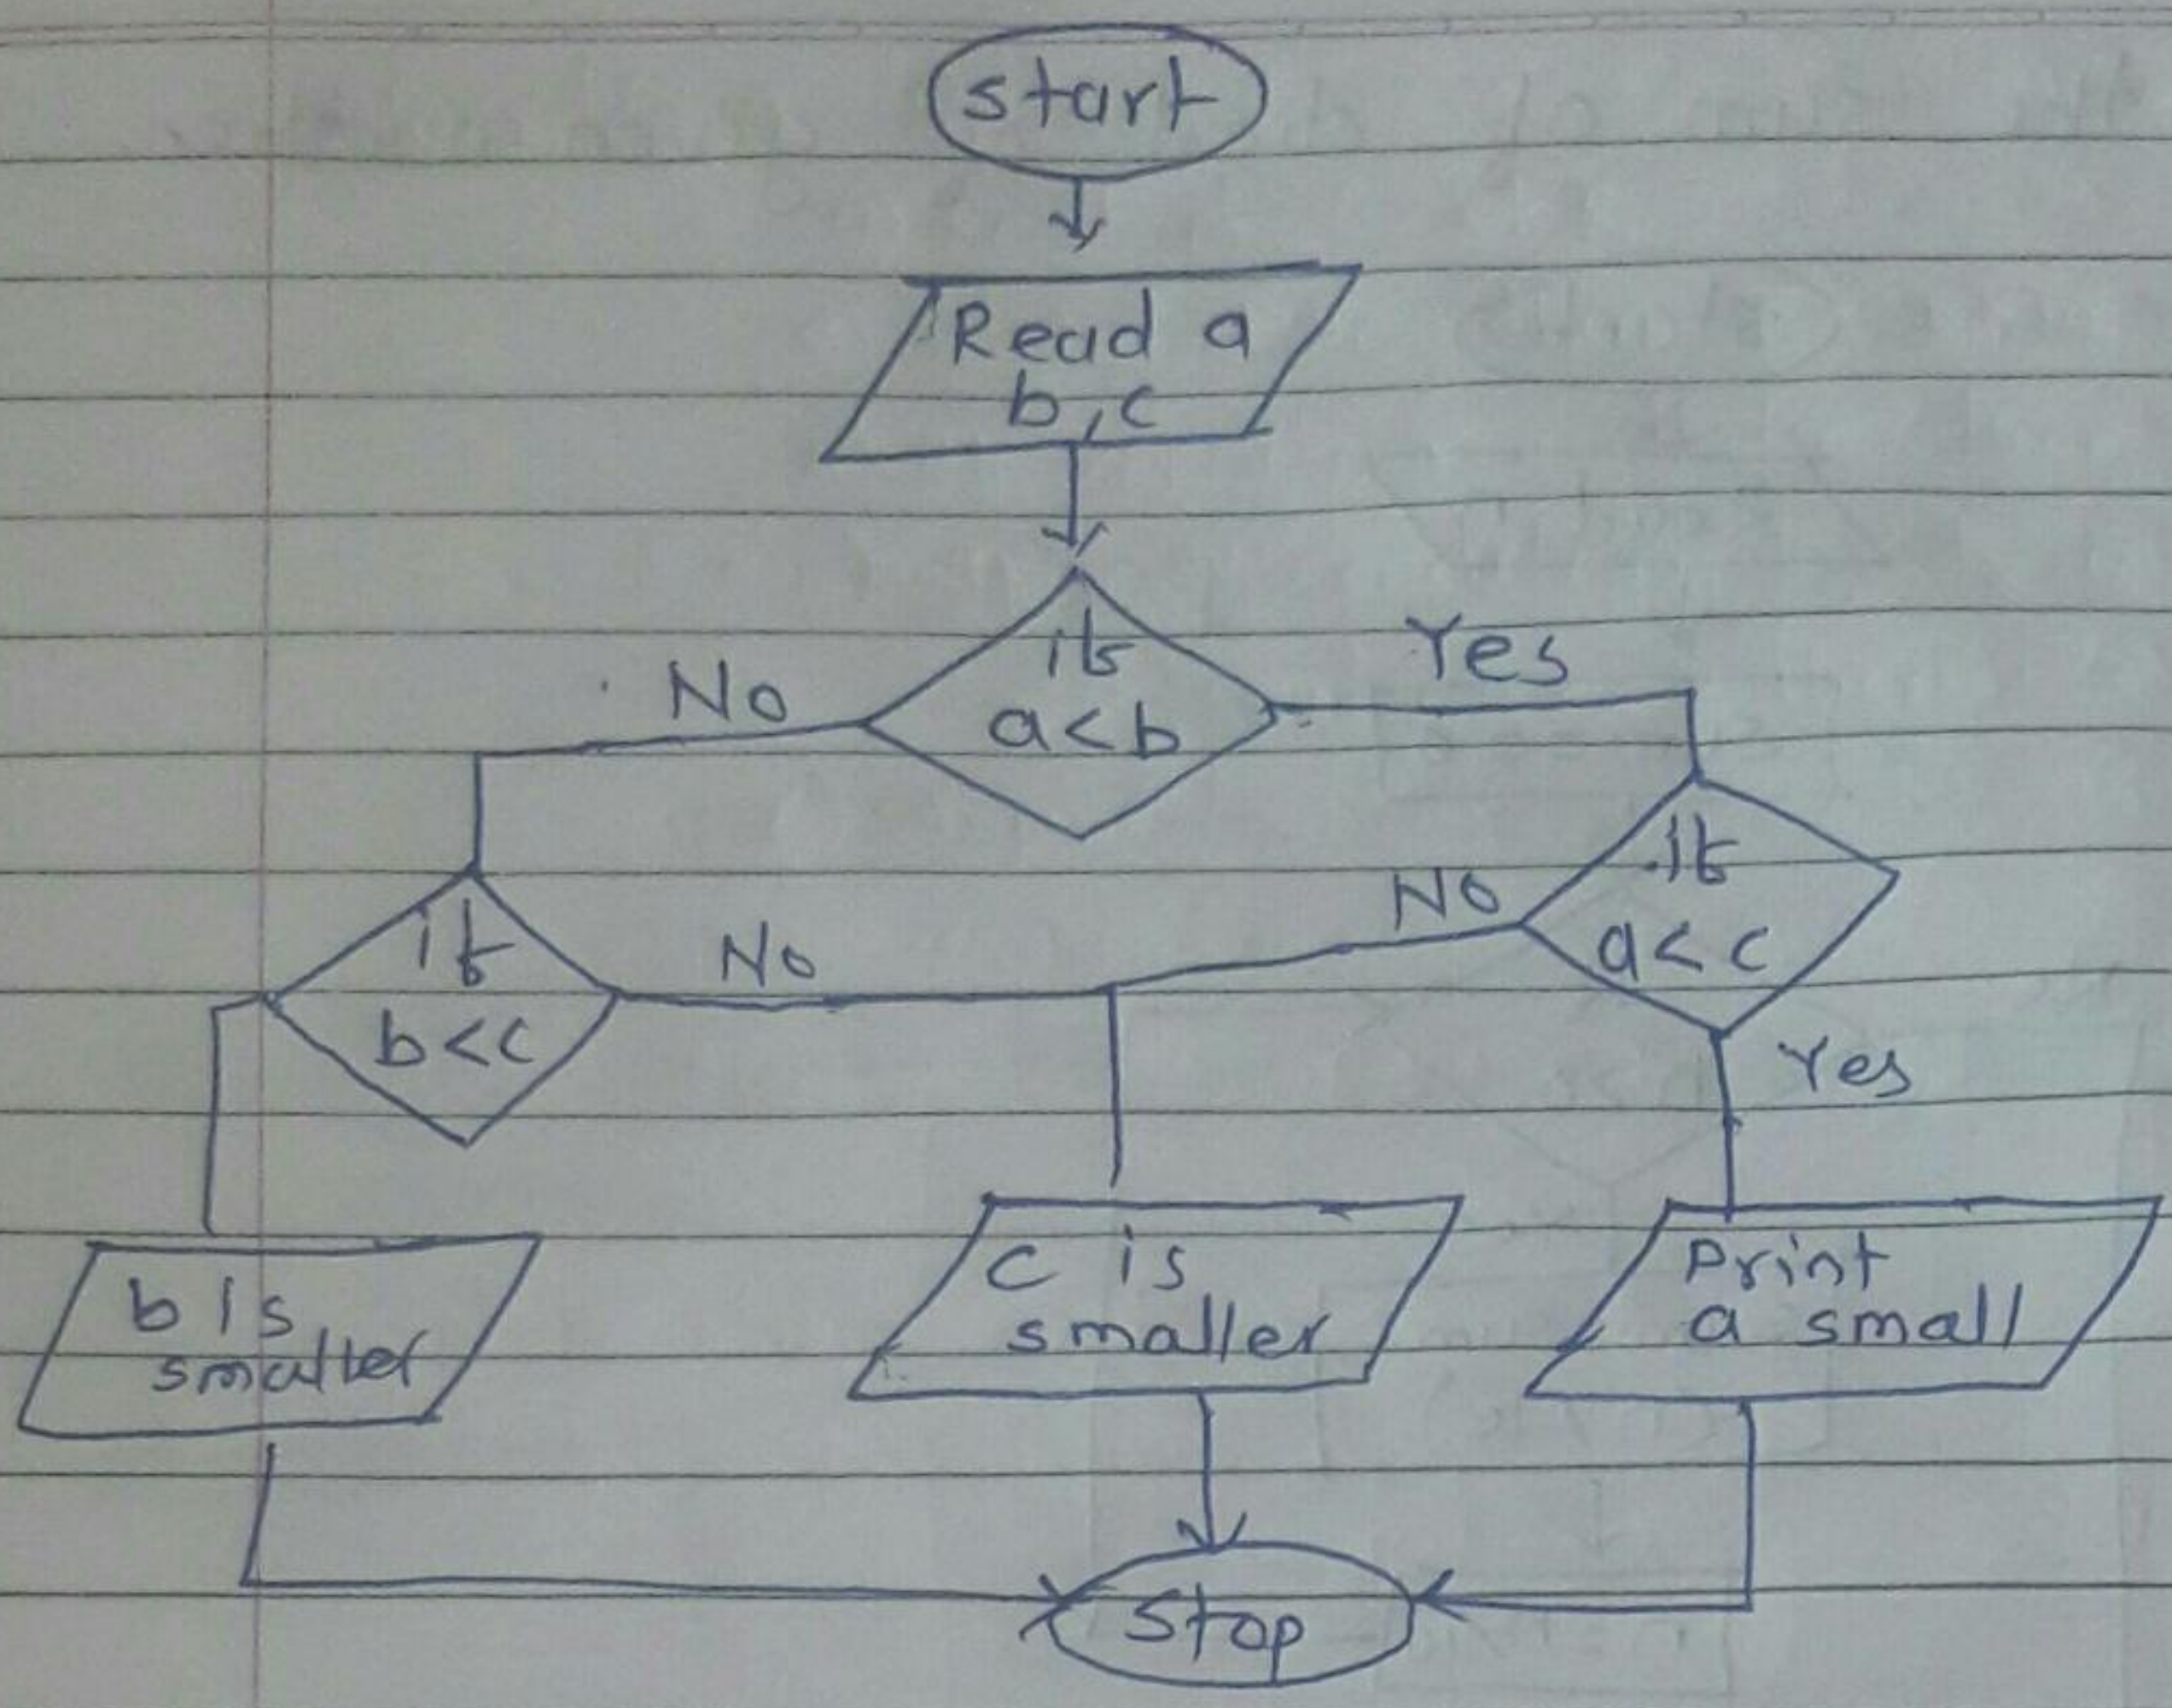 start
Read a
b, c
if
a<b
No
Yes
if
a<c
No
Yes
if
b<c
No
b is
smaller
c is
smaller
Print
a small
Stop